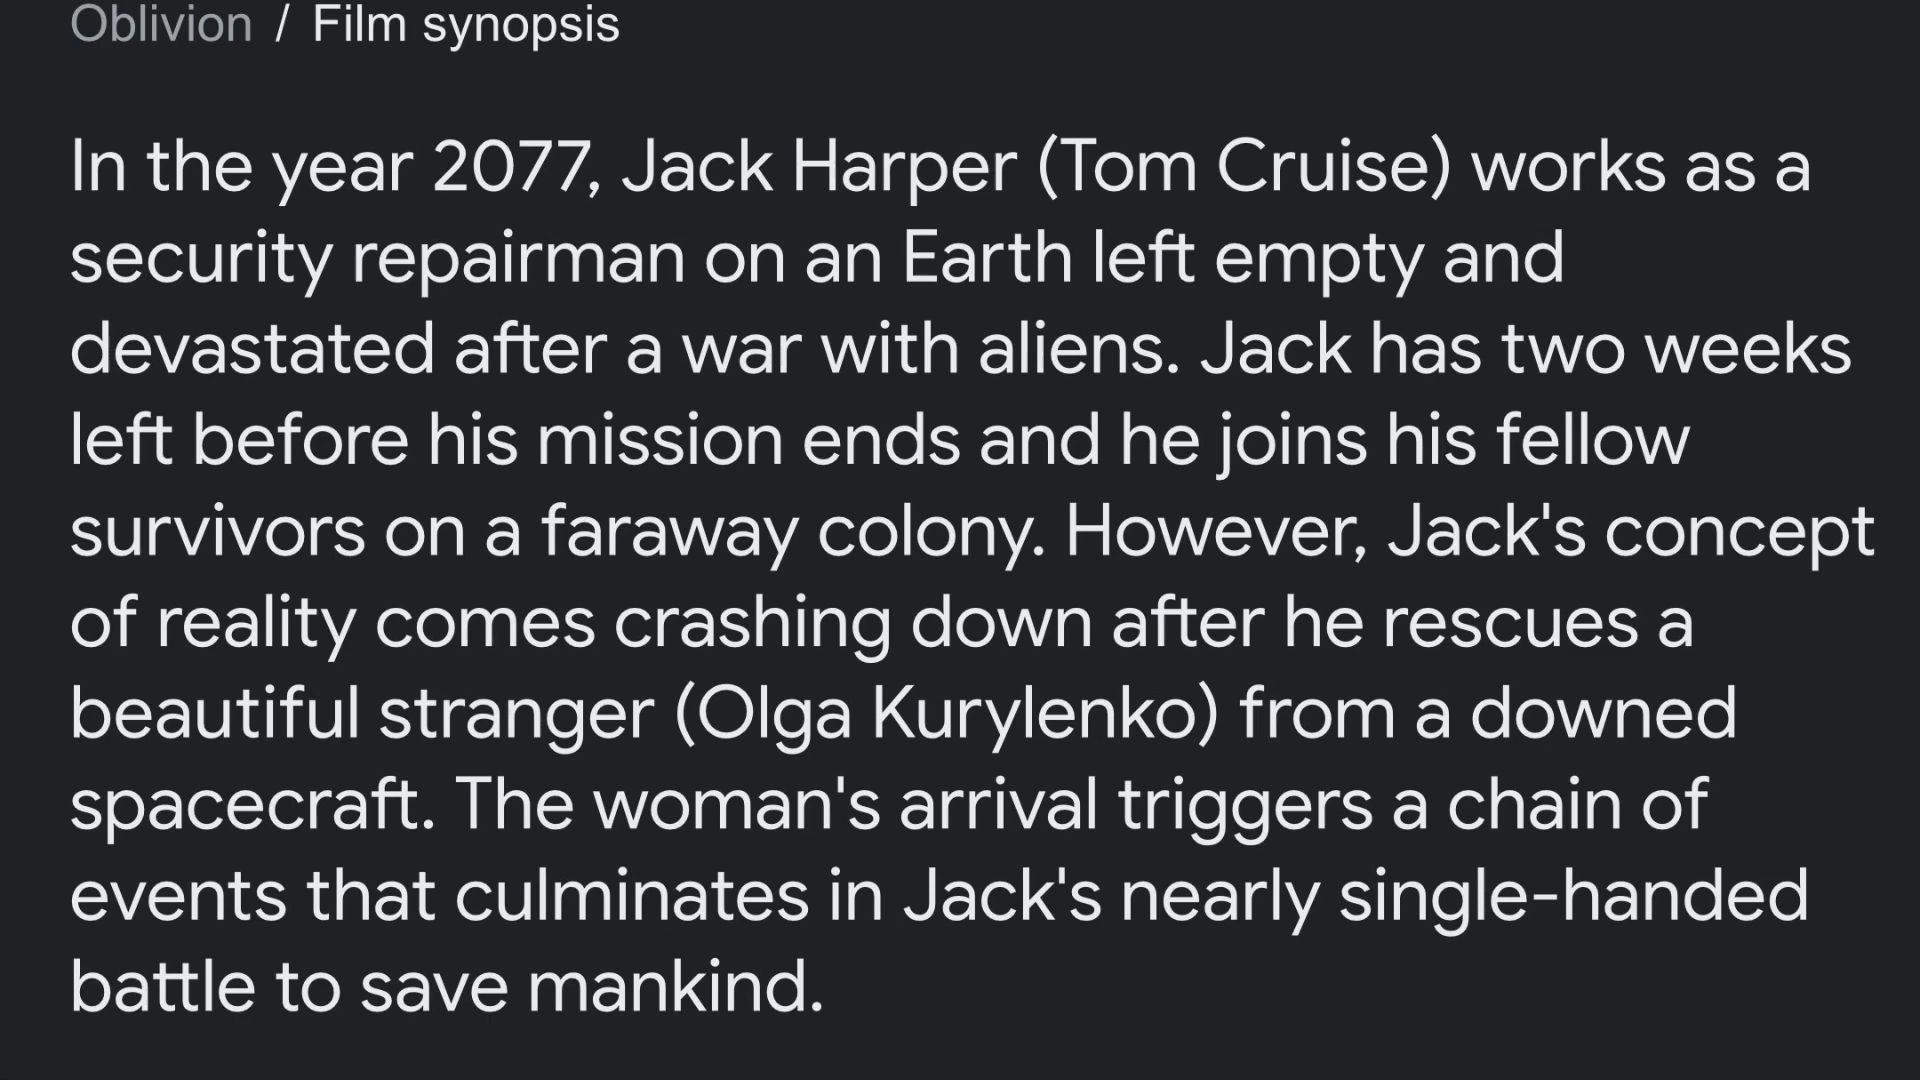 Oblivion / Film synopsis
In the year 2077, Jack Harper (Tom Cruise) works as a
security repairman on an Earth left empty and
devastated after a war with aliens. Jack has two weeks
left before his mission ends and he joins his fellow
survivors on a faraway colony. However, Jack's concept
of reality comes crashing down after he rescues a
beautiful stranger (Olga Kurylenko) from a downed
spacecraft. The woman's arrival triggers a chain of
events that culminates in Jack's nearly single-handed
battle to save mankind.